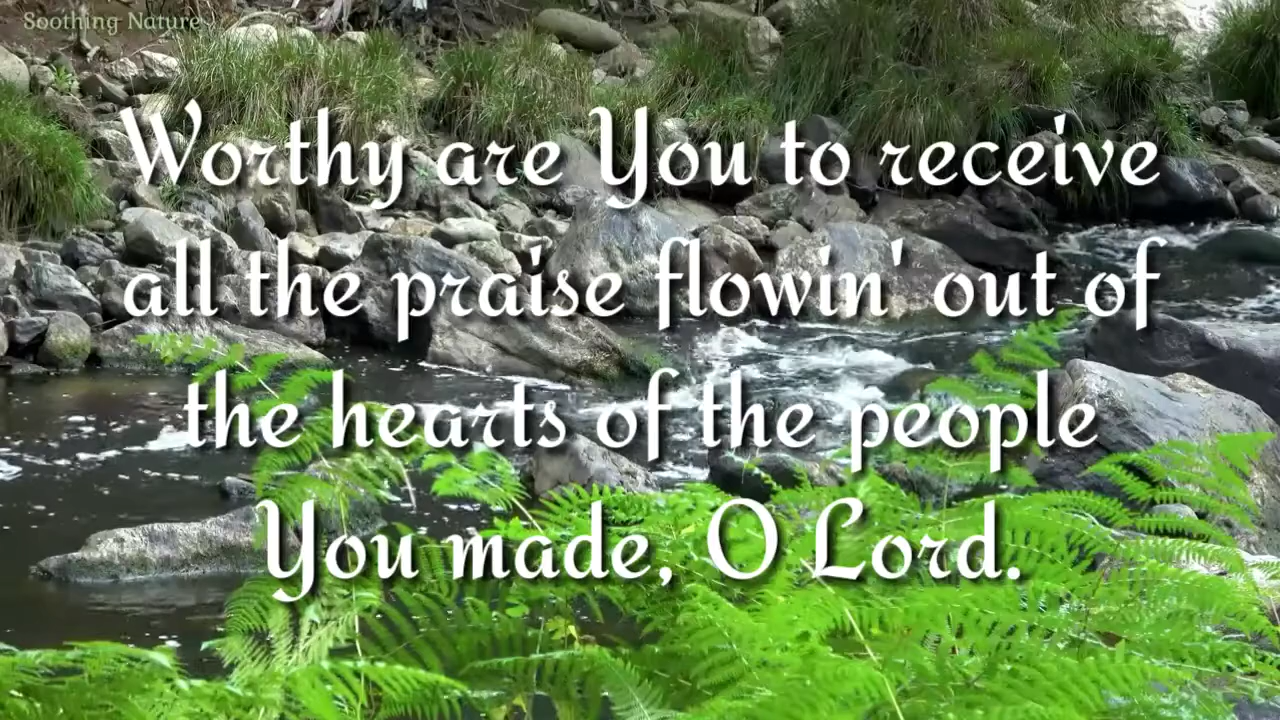 Soothing Nature
Worthy are You to receive
all the praise flowin' out of
the hearts of the people
You made, O Lord.